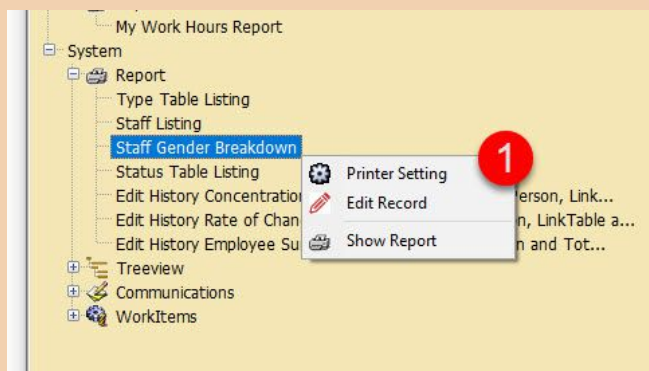 My Work Hours Report
System
Report
Type Table Listing
Staff Listing
Staff Gender Breakdown
1
Status Table Listing
Printer Setting
Edit History Concentration
Edit Record
Person, Link...
Edit History Rate of Chan
n, LinkTable a...
Edit History Employee Su
Show Report
n and Tot...
Treeview
Communications
WorkItems